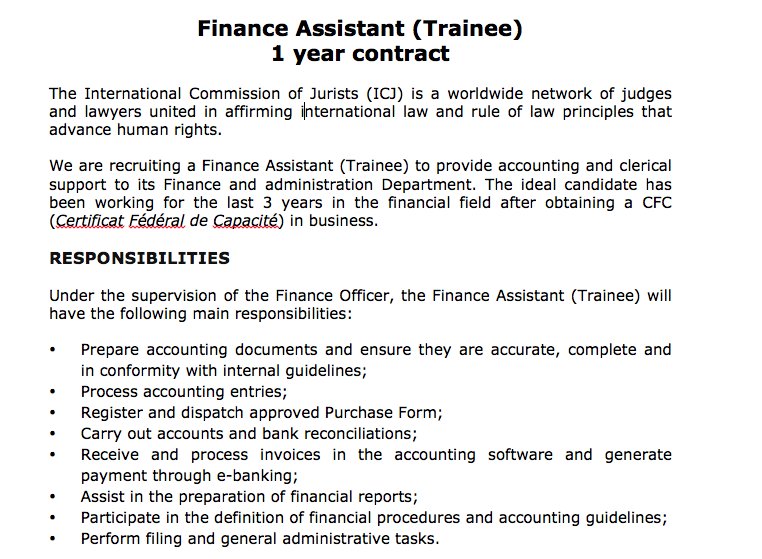 Finance Assistant (Trainee)
1 year contract
The International Commission of Jurists (ICJ) is a worldwide network of judges
and lawyers united in affirming international law and rule of law principles that
advance human rights.
We are recruiting a Finance Assistant (Trainee) to provide accounting and clerical
support to its Finance and administration Department. The ideal candidate has
been working for the last 3 years in the financial field after obtaining a CFC
(Certificat Fédéral de Capacité) in business.
RESPONSIBILITIES
Under the supervision of the Finance Officer, the Finance Assistant (Trainee) will
have the following main responsibilities:
• Prepare accounting documents and ensure they are accurate, complete and
in conformity with internal guidelines;
• Process accounting entries;
• Register and dispatch approved Purchase Form;
• Carry out accounts and bank reconciliations;
• Receive and process invoices in the accounting software and generate
payment through e-banking;
• Assist in the preparation of financial reports;
• Participate in the definition of financial procedures and accounting guidelines;
• Perform filing and general administrative tasks.